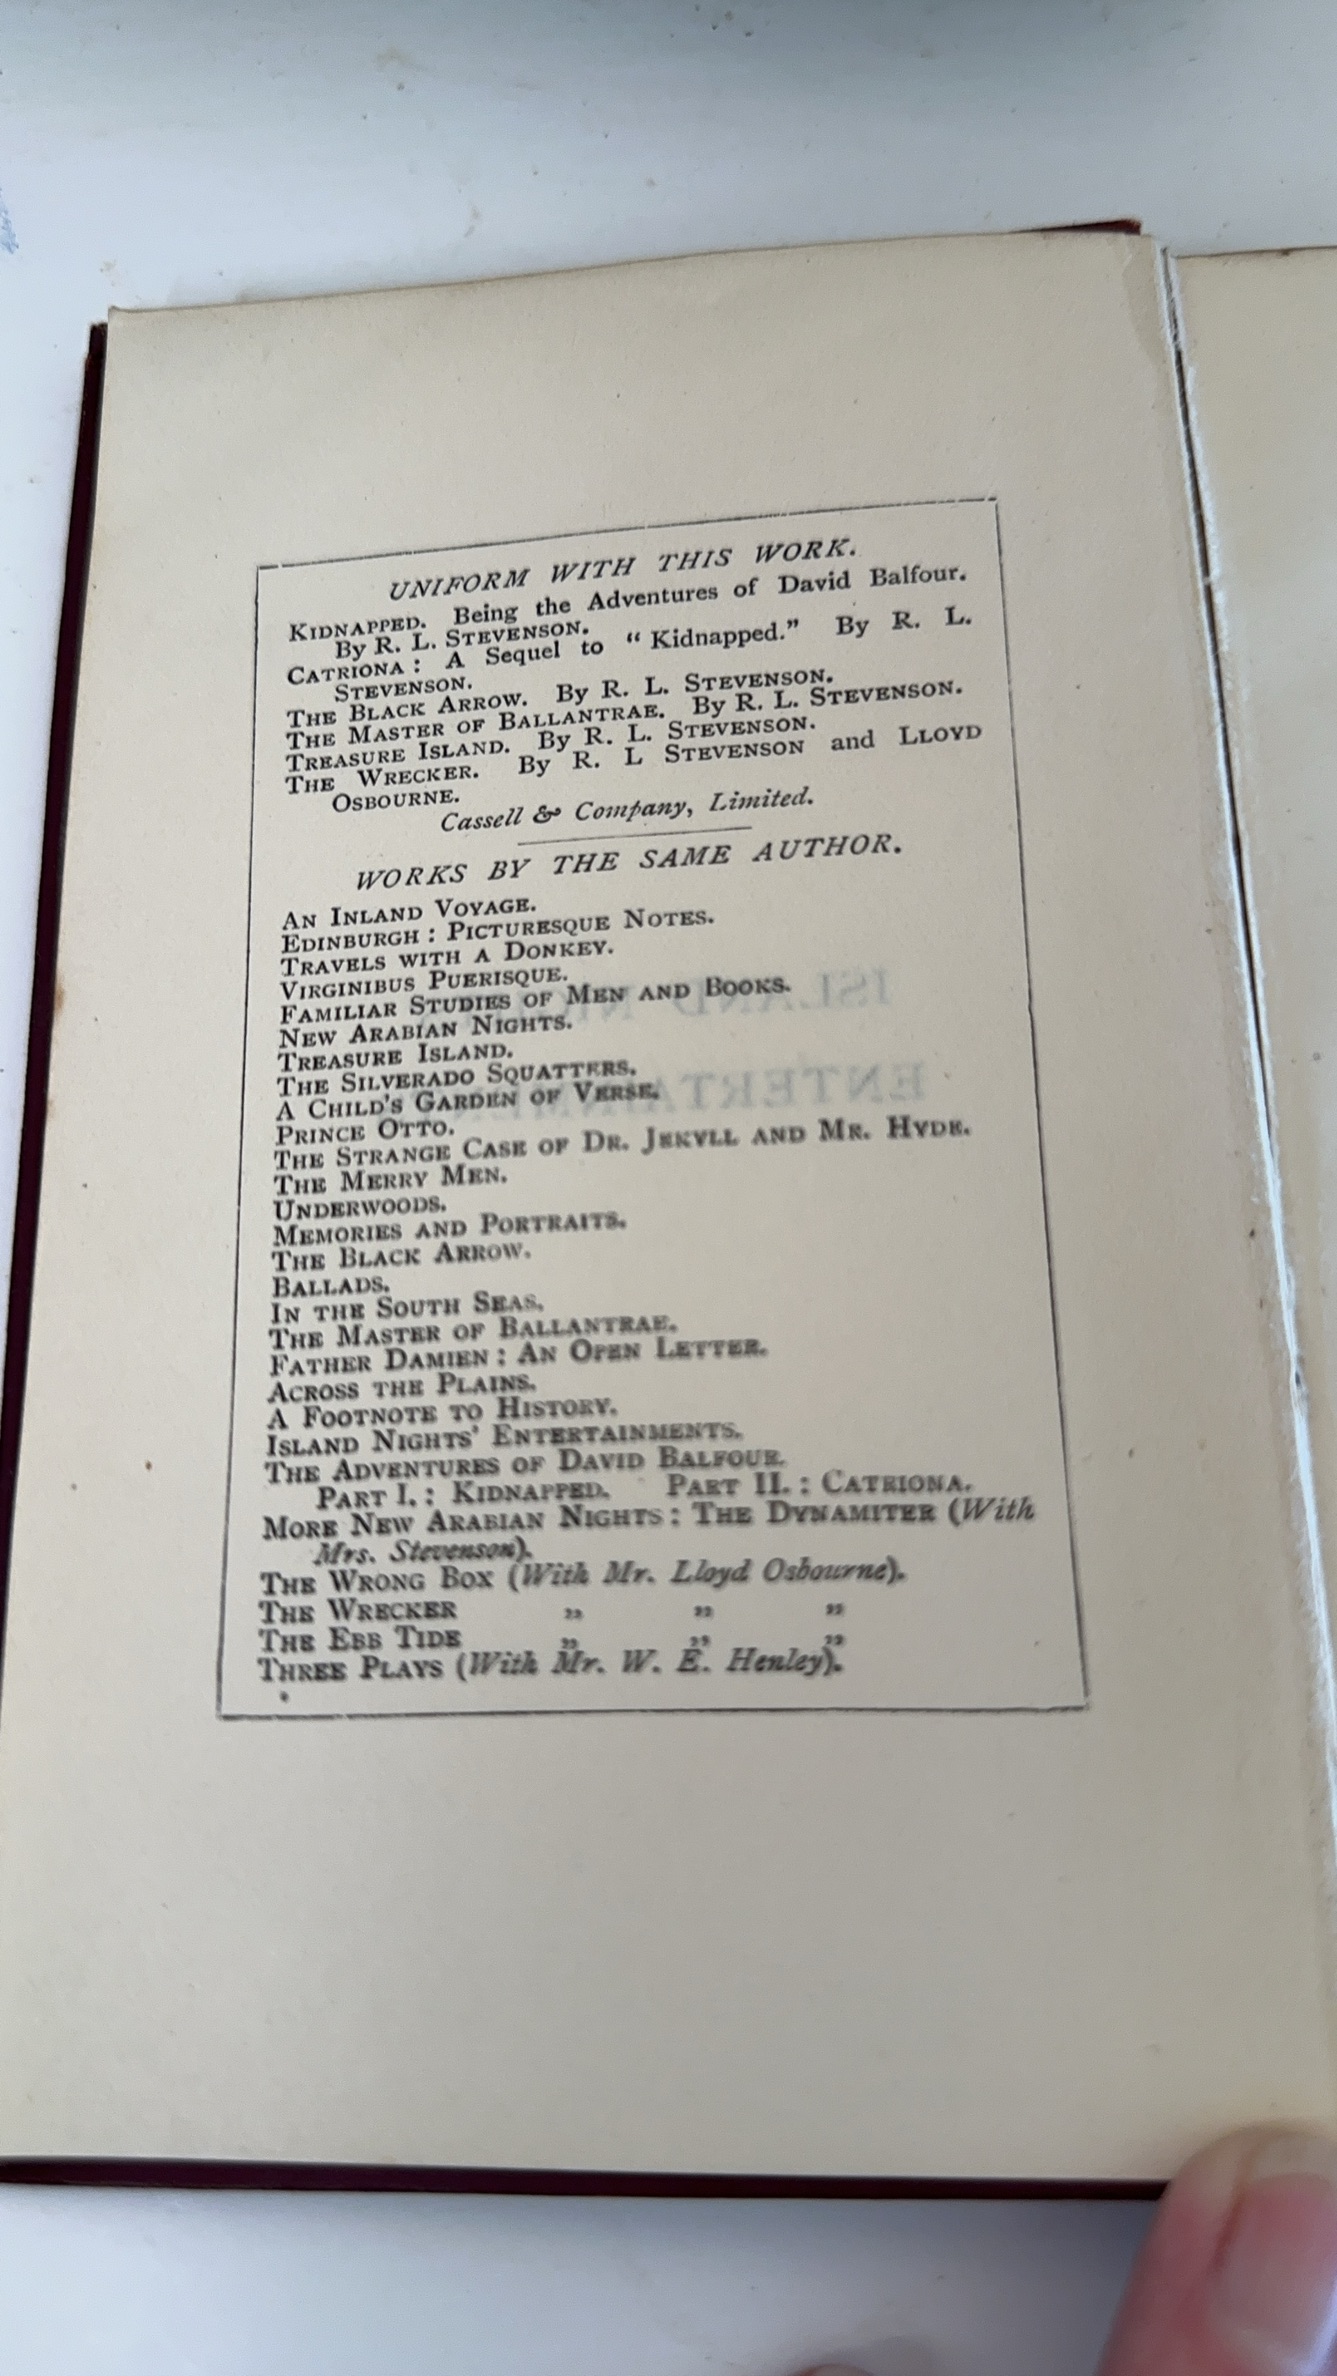 UNIFORM WITH THIS WORK.
KIDNAPPED. Being the Adventures of David Balfour.
By R. L. STEVENSON.
CATRIONA: A Sequel to "Kidnapped." By R. L.
STEVENSON.
THE BLACK ARROW. By R. L. STEVENSON.
THE MASTER OF BALLANTRAE. By R. L. STEVENSON.
TREASURE ISLAND. By R. L. STEVENSON.
THE WRECKER. By R. L STEVENSON and LLOYD
OSBOURNE.
Cassell & Company, Limited.
WORKS BY THE SAME AUTHOR.
AN INLAND VOYAGE.
EDINBURGH: PICTURESQUE NOTES.
TRAVELS WITH A DONKEY.
VIRGINIBUS PUERISQUE.
FAMILIAR STUDIES OF MEN AND BOOKS.
NEW ARABIAN NIGHTS.
TREASURE ISLAND.
THE SILVERADO SQUATTERS.
A CHILD'S GARDEN OF VERSE.
PRINCE OTTO.
THE STRANGE CASE OF DR. JEKYLL AND MR. HYDE.
THE MERRY MEN.
UNDERWOODS.
MEMORIES AND PORTRAITS.
THE BLACK ARROW.
BALLADS.
IN THE SOUTH SEAS.
THE MASTER OF BALLANTRAE.
FATHER DAMIEN: AN OPEN LETTER.
ACROSS THE PLAINS.
A FOOTNOTE TO HISTORY.
ISLAND NIGHTS' ENTERTAINMENTS.
THE ADVENTURES OF DAVID BALFOUR.
PART I.: KIDNAPPED. PART II.: CATRIONA.
MORE NEW ARABIAN NIGHTS: THE DYNAMITER (With
Mrs. Stevenson).
THE WRONG BOX (With Mr. Lloyd Osbourne).
THE WRECKER " " "
THE EBB TIDE " " "
THREE PLAYS (With Mr. W. E. Henley).